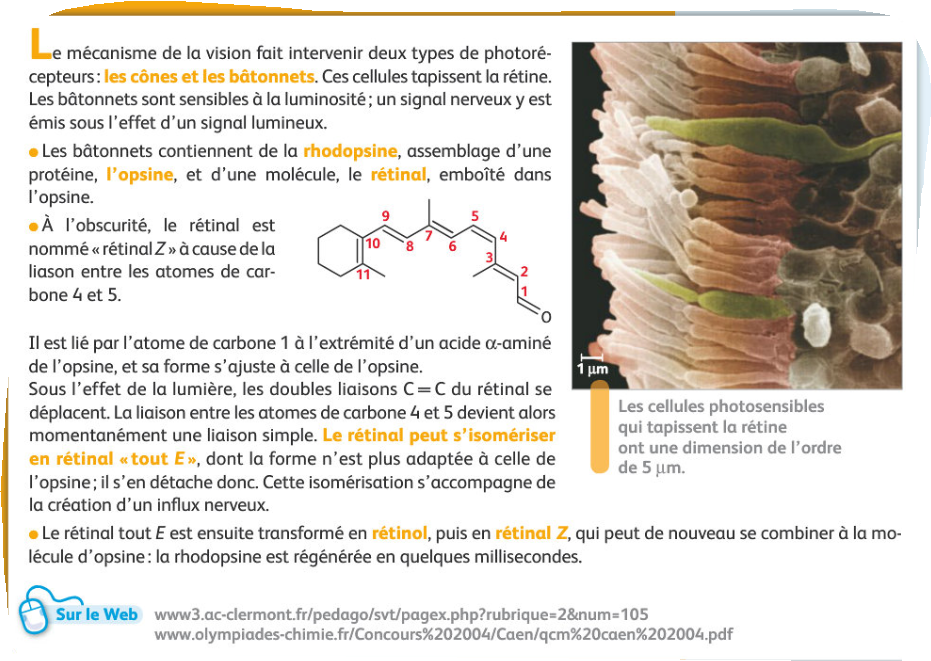 Le mécanisme de la vision fait intervenir deux types de photoré-
cepteurs : les cônes et les bâtonnets. Ces cellules tapissent la rétine.
Les bâtonnets sont sensibles à la luminosité ; un signal nerveux y est
émis sous l'effet d'un signal lumineux.
● Les bâtonnets contiennent de la rhodopsine, assemblage d'une
protéine, l'opsine, et d'une molécule, le rétinal, emboîté dans
l'opsine.
● À l'obscurité, le rétinal est
nommé « rétinal Z » à cause de la
liason entre les atomes de car-
bone 4 et 5.
9
5
10
8
7
6
4
3
11
2
1
O
Il est lié par l'atome de carbone 1 à l'extrémité d'un acide α-aminé
de l'opsine, et sa forme s'ajuste à celle de l'opsine.
Sous l'effet de la lumière, les doubles liaisons C = C du rétinal se
déplacent. La liaison entre les atomes de carbone 4 et 5 devient alors
momentanément une liaison simple. Le rétinal peut s'isomériser
en rétinal « tout E », dont la forme n'est plus adaptée à celle de
l'opsine ; il s'en détache donc. Cette isomérisation s'accompagne de
la création d'un influx nerveux.
1 μm
Les cellules photosensibles
qui tapissent la rétine
ont une dimension de l'ordre
de 5 μm.
● Le rétinal tout E est ensuite transformé en rétinol, puis en rétinal Z, qui peut de nouveau se combiner à la mo-
lécule d'opsine : la rhodopsine est régénérée en quelques millisecondes.
Sur le Web
www3.ac-clermont.fr/pedago/svt/pagex.php?rubrique=2&num=105
www.olympiades-chimie.fr/Concours%202004/Caen/qcm%20caen%202004.pdf